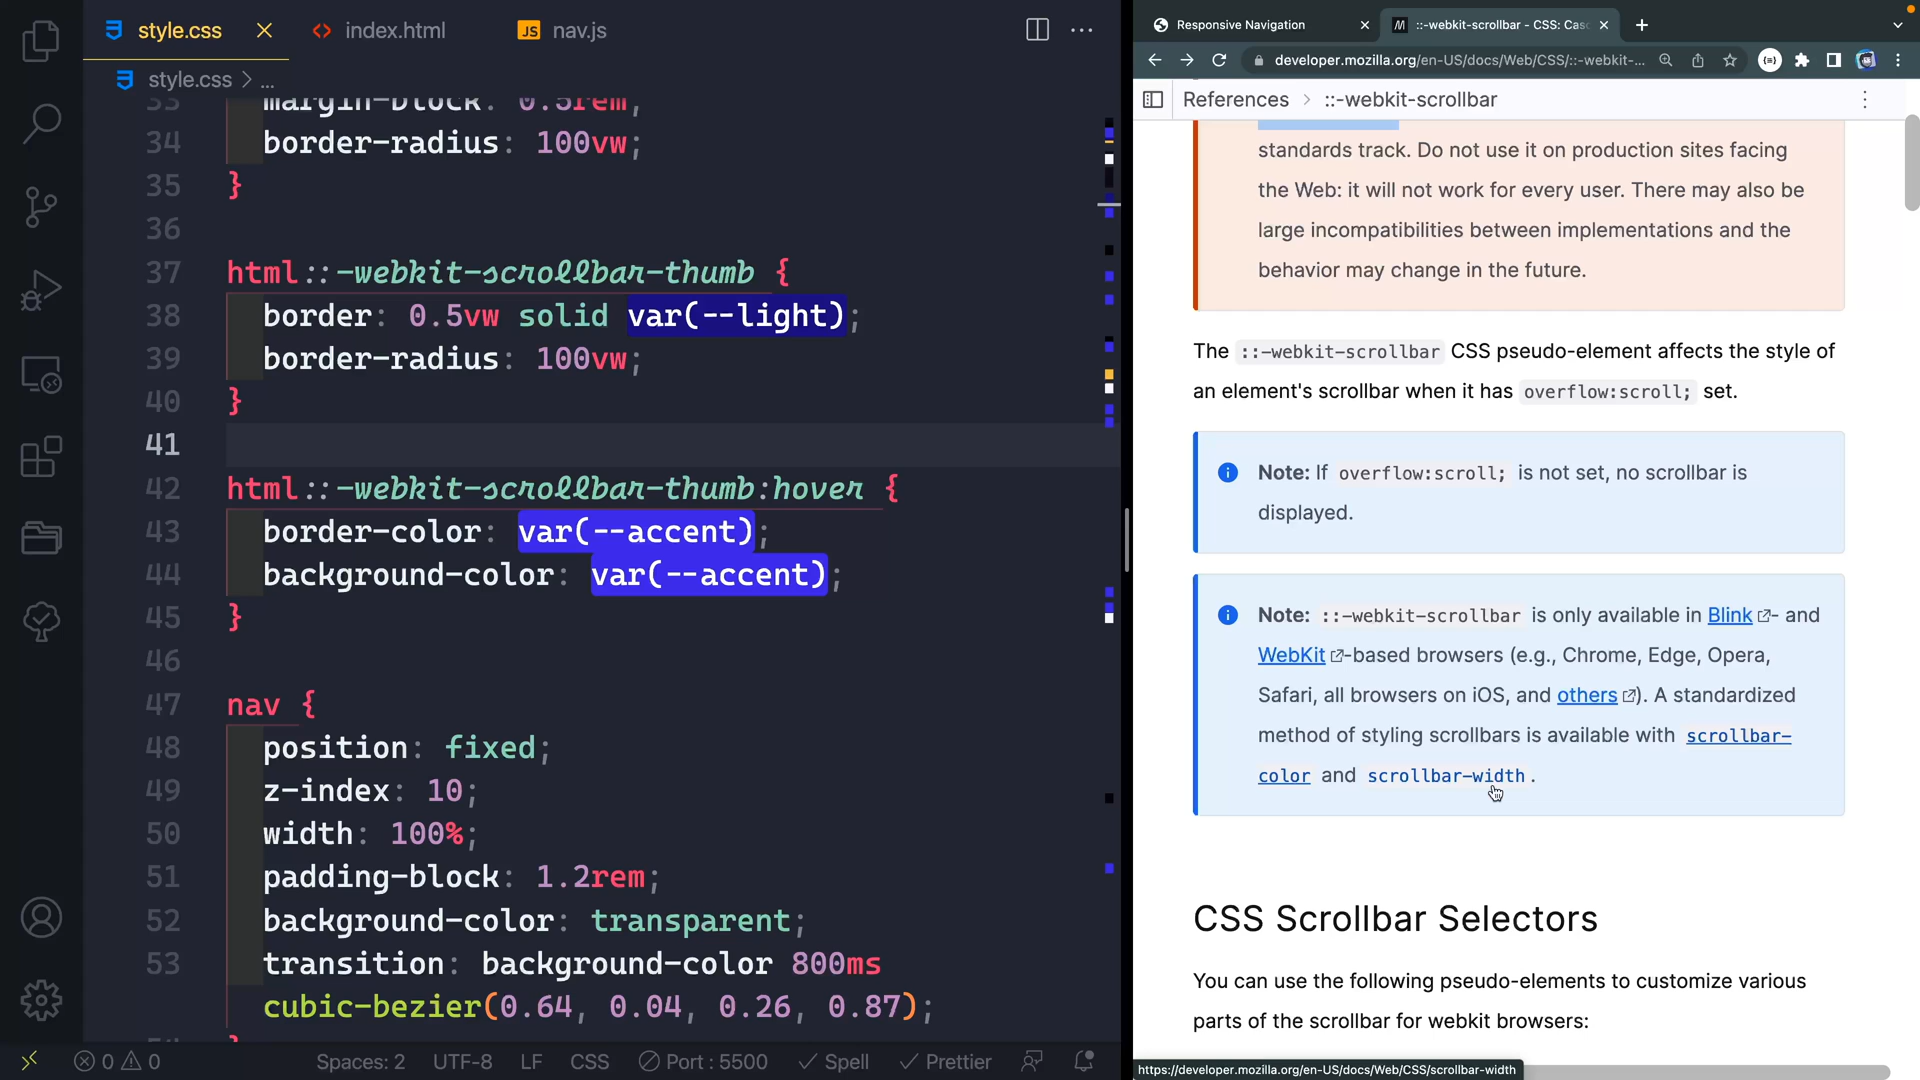 style.css
index.html
JS nav.js
style.css > ...
33 margin-block: 0.5rem;
34 border-radius: 100vw;
35 }
36
37 html::-webkit-scrollbar-thumb {
38 border: 0.5vw solid var(--light);
39 border-radius: 100vw;
40 }
41
42 html::-webkit-scrollbar-thumb:hover {
43 border-color: var(--accent);
44 background-color: var(--accent);
45 }
46
47 nav {
48 position: fixed;
49 z-index: 10;
50 width: 100%;
51 padding-block: 1.2rem;
52 background-color: transparent;
53 transition: background-color 800ms
cubic-bezier(0.64, 0.04, 0.26, 0.87);
0 0 Spaces: 2 UTF-8 LF CSS Port : 5500 Spell Prettier
Responsive Navigation
::-webkit-scrollbar - CSS: Casc
developer.mozilla.org/en-US/docs/Web/CSS/::-webkit-...
References > ::-webkit-scrollbar
standards track. Do not use it on production sites facing
the Web: it will not work for every user. There may also be
large incompatibilities between implementations and the
behavior may change in the future.
The ::-webkit-scrollbar CSS pseudo-element affects the style of
an element's scrollbar when it has overflow:scroll; set.
Note: If overflow:scroll; is not set, no scrollbar is
displayed.
Note: ::-webkit-scrollbar is only available in Blink - and
WebKit -based browsers (e.g., Chrome, Edge, Opera,
Safari, all browsers on iOS, and others). A standardized
method of styling scrollbars is available with scrollbar-
color and scrollbar-width.
CSS Scrollbar Selectors
You can use the following pseudo-elements to customize various
parts of the scrollbar for webkit browsers:
https://developer.mozilla.org/en-US/docs/Web/CSS/scrollbar-width